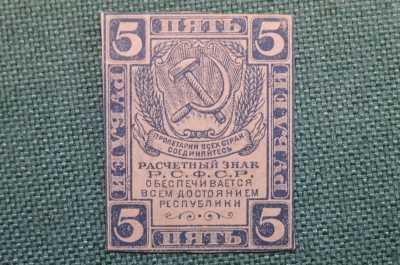 5 ПЯТЬ 5
РУБЛЕЙ
РУБЛЕЙ
ПРОЛЕТАРИИ ВСЕХ СТРАН
СОЕДИНЯЙТЕСЬ
РАСЧЕТНЫЙ ЗНАК
Р.С.Ф.С.Р.
ОБЕСПЕЧИВАЕТСЯ
ВСЕМ ДОСТОЯНИЕМ
РЕСПУБЛИКИ
5 ПЯТЬ 5